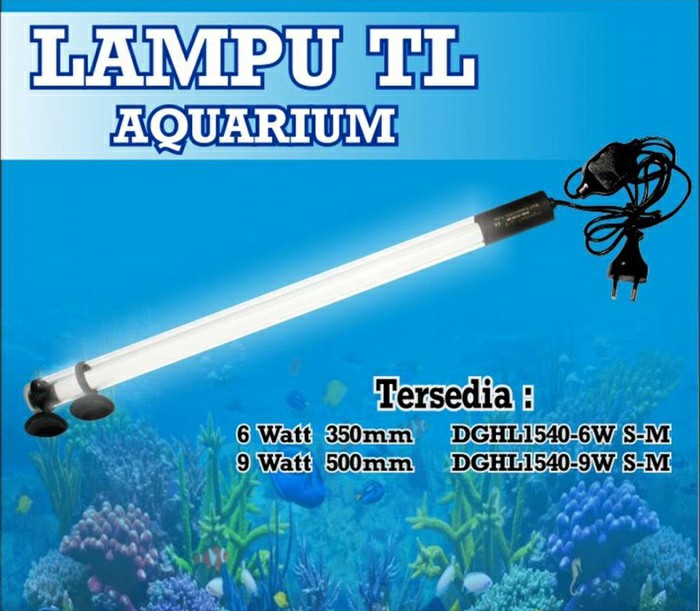 LAMPU TL
AQUARIUM
Tersedia :
6 Watt 350mm DGHL1540-6W S-M
9 Watt 500mm DGHL1540-9W S-M